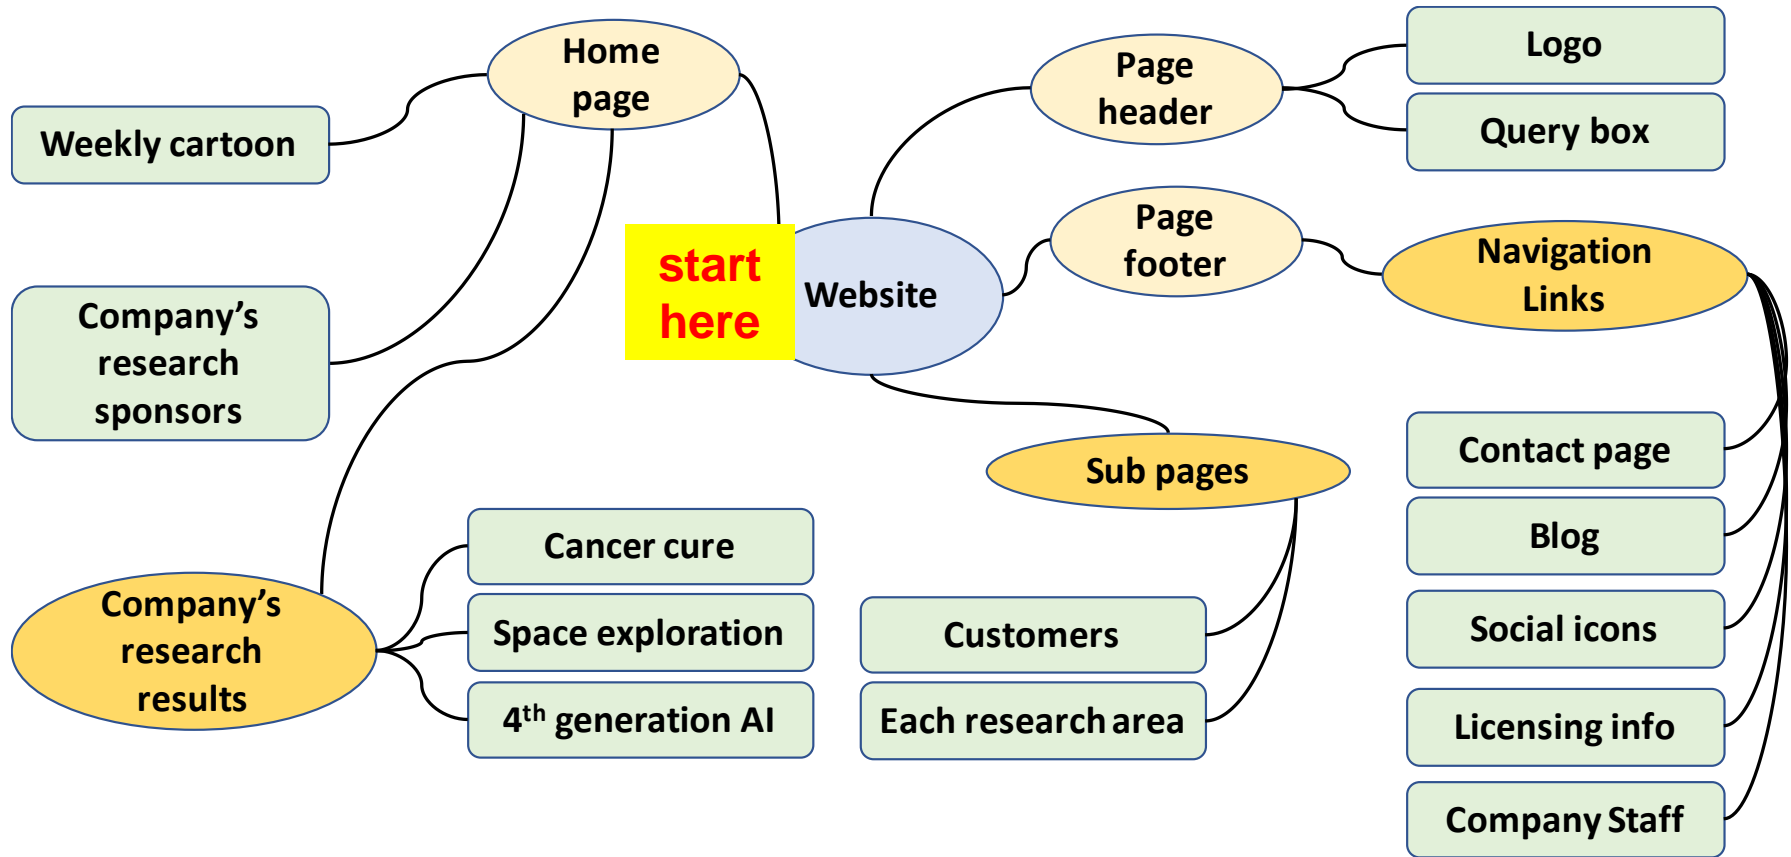 Home
page
Weekly cartoon
Company’s
research
sponsors
Company’s
research
results
Cancer cure
Space exploration
4th generation AI
start
here
Website
Page
header
Logo
Query box
Page
footer
Navigation
Links
Contact page
Blog
Social icons
Licensing info
Company Staff
Sub pages
Customers
Each research area